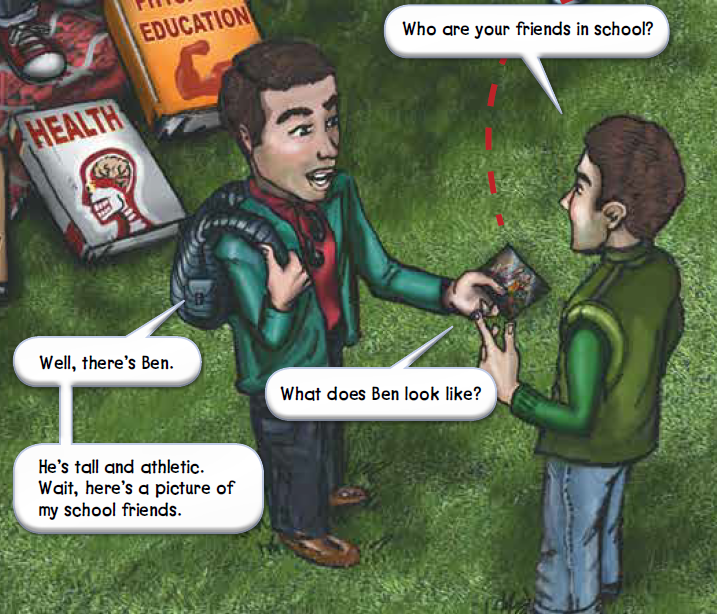 EDUCATION
HEALTH
Who are your friends in school?
Well, there's Ben.
What does Ben look like?
He's tall and athletic.
Wait, here's a picture of
my school friends.